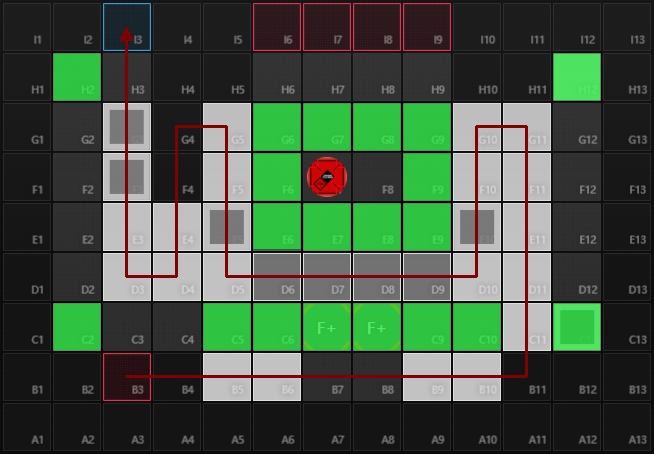 I1 I2 I3 I4 I5 I6 I7 I8 I9 I10 I11 I12 I13
H1 H2 H3 H4 H5 H6 H7 H8 H9 H10 H11 H12 H13
G1 G2 G4 G5 G6 G7 G8 G9 G10 G11 G12 G13
F1 F2 F4 F5 F6 F8 F9 F10 F11 F12 F13
E1 E2 E3 E4 E6 E7 E8 E9 E11 E12 E13
D1 D2 D3 D4 D5 D6 D7 D8 D9 D10 D11 D12 D13
C1 C2 C3 C4 C5 C6 F+ F+ C9 C10 C11 C13
B1 B2 B3 B4 B5 B6 B7 B8 B9 B10 B11 B12 B13
A1 A2 A3 A4 A5 A6 A7 A8 A9 A10 A11 A12 A13